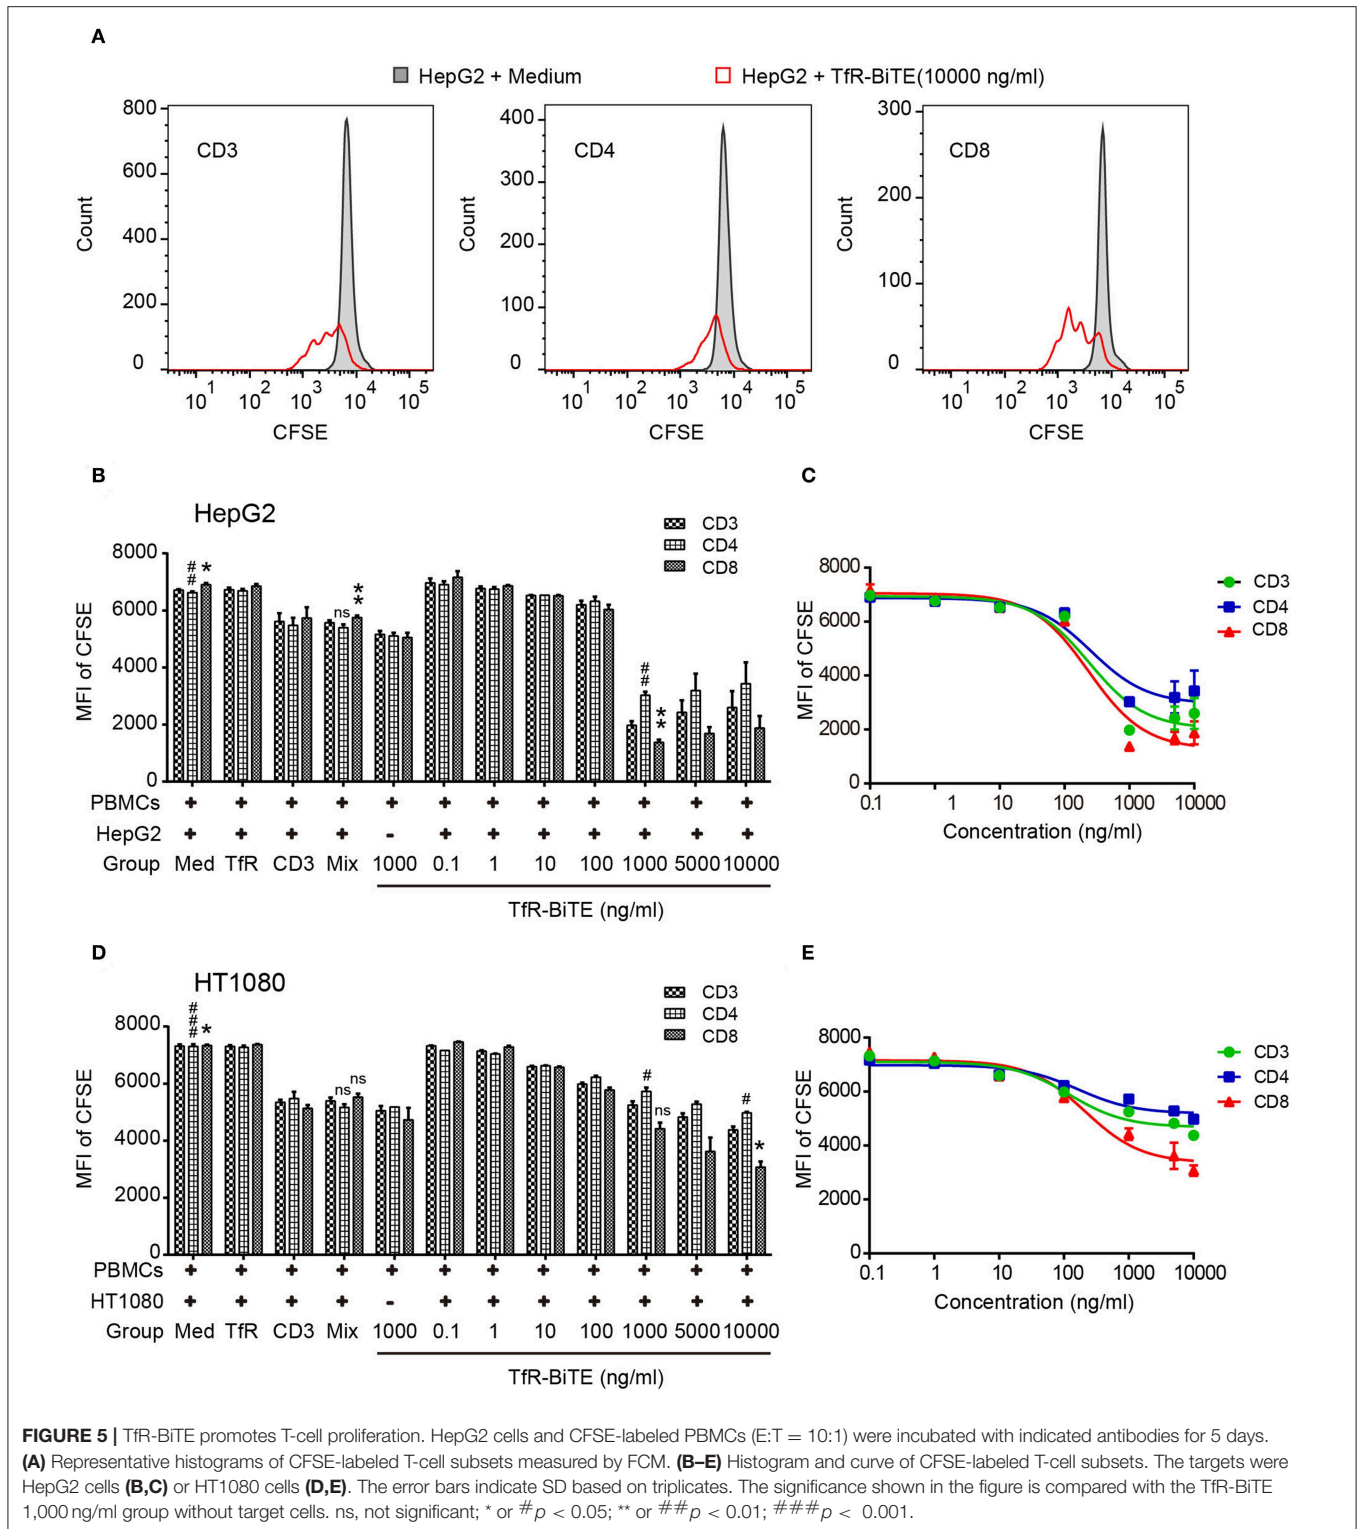 A
HepG2 + Medium
HepG2 + TfR-BiTE(10000 ng/ml)
CD3
Count
800
600
400
200
0
10^1 10^2 10^3 10^4 10^5
CFSE
CD4
Count
400
300
200
100
0
10^1 10^2 10^3 10^4 10^5
CFSE
CD8
Count
300
200
100
0
10^1 10^2 10^3 10^4 10^5
CFSE
B
HepG2
CD3
CD4
CD8
MFI of CFSE
8000
6000
4000
2000
0
## * ns ** ## **
PBMCs + + + + + + + + + + + +
HepG2 + + + + - + + + + + + +
Group Med TfR CD3 Mix 1000 0.1 1 10 100 1000 5000 10000
TfR-BiTE (ng/ml)
C
CD3
CD4
CD8
MFI of CFSE
8000
6000
4000
2000
0
0.1 1 10 100 1000 10000
Concentration (ng/ml)
D
HT1080
CD3
CD4
CD8
MFI of CFSE
8000
6000
4000
2000
0
### * ns ns # ns # *
PBMCs + + + + + + + + + + + +
HT1080 + + + + - + + + + + + +
Group Med TfR CD3 Mix 1000 0.1 1 10 100 1000 5000 10000
TfR-BiTE (ng/ml)
E
CD3
CD4
CD8
MFI of CFSE
8000
6000
4000
2000
0
0.1 1 10 100 1000 10000
Concentration (ng/ml)
FIGURE 5 | TfR-BiTE promotes T-cell proliferation. HepG2 cells and CFSE-labeled PBMCs (E:T = 10:1) were incubated with indicated antibodies for 5 days.
(A) Representative histograms of CFSE-labeled T-cell subsets measured by FCM. (B–E) Histogram and curve of CFSE-labeled T-cell subsets. The targets were
HepG2 cells (B,C) or HT1080 cells (D,E). The error bars indicate SD based on triplicates. The significance shown in the figure is compared with the TfR-BiTE
1,000 ng/ml group without target cells. ns, not significant; * or #p < 0.05; ** or ##p < 0.01; ###p < 0.001.